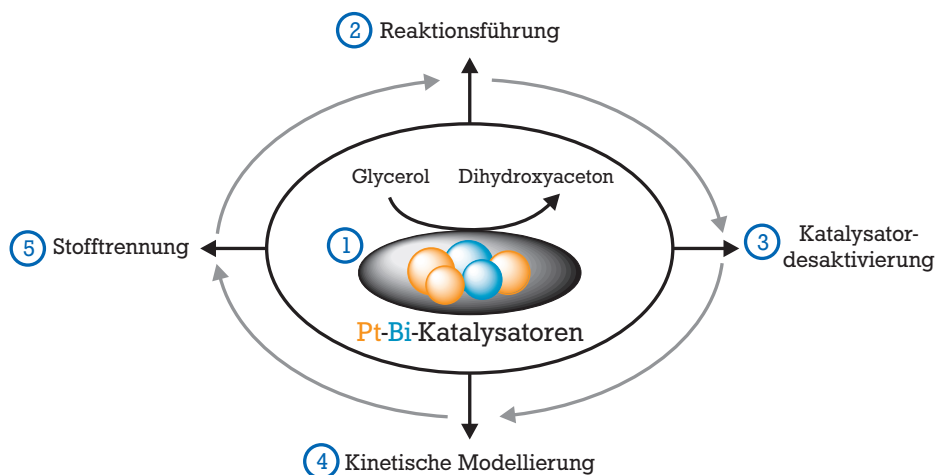 2 Reaktionsführung
Glycerol Dihydroxyaceton
1
5 Stofftrennung
3 Katalysator-
desaktivierung
Pt-Bi-Katalysatoren
4 Kinetische Modellierung